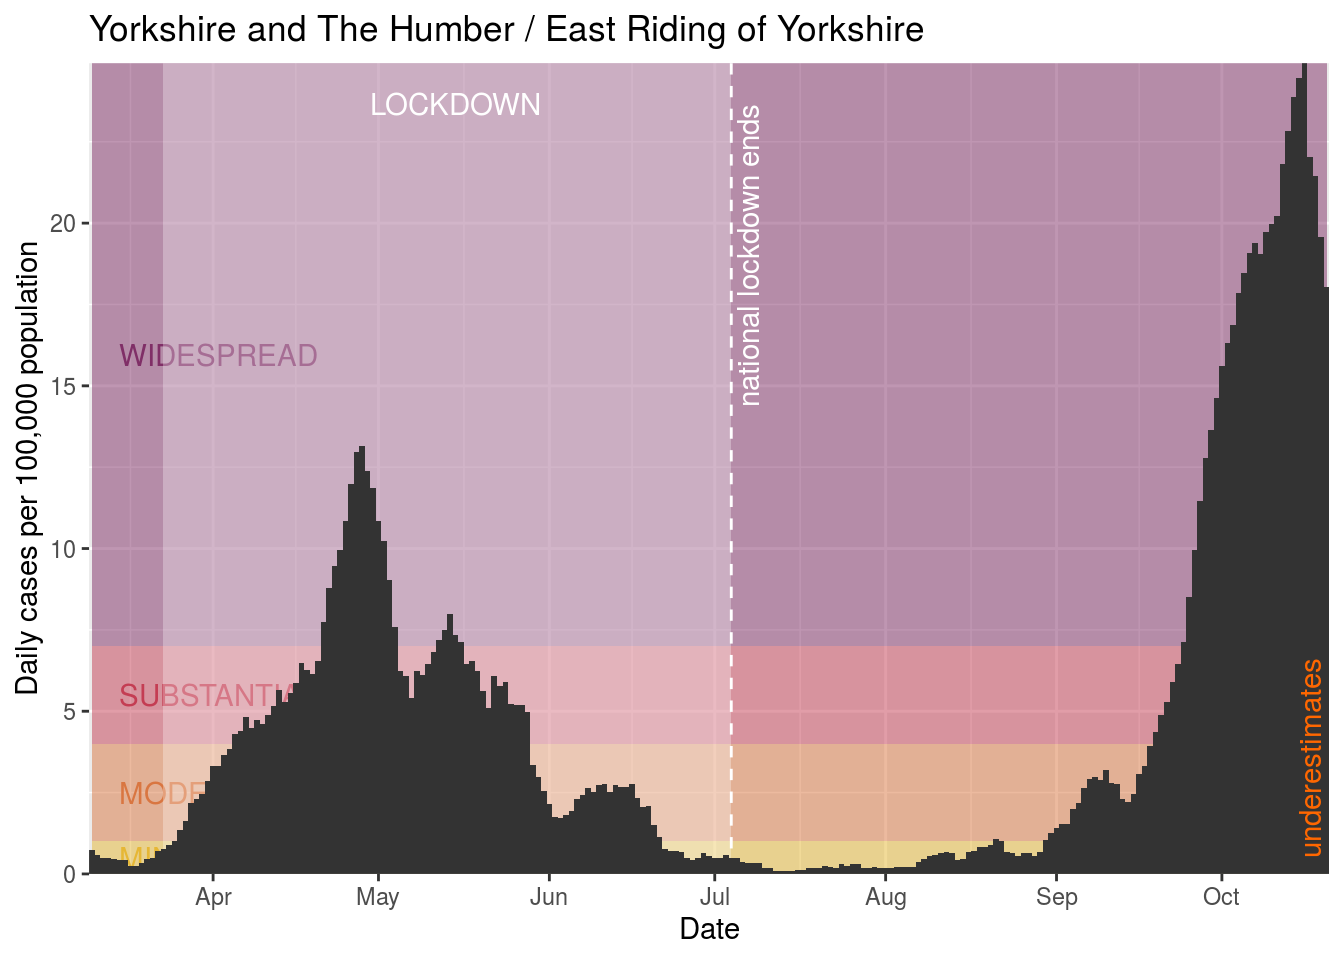 Yorkshire and The Humber / East Riding of Yorkshire
LOCKDOWN
national lockdown ends
WIDESPREAD
SUBSTANTIA
MODE
MI
underestimates
Daily cases per 100,000 population
20
15
10
5
0
Apr
May
Jun
Jul
Aug
Sep
Oct
Date